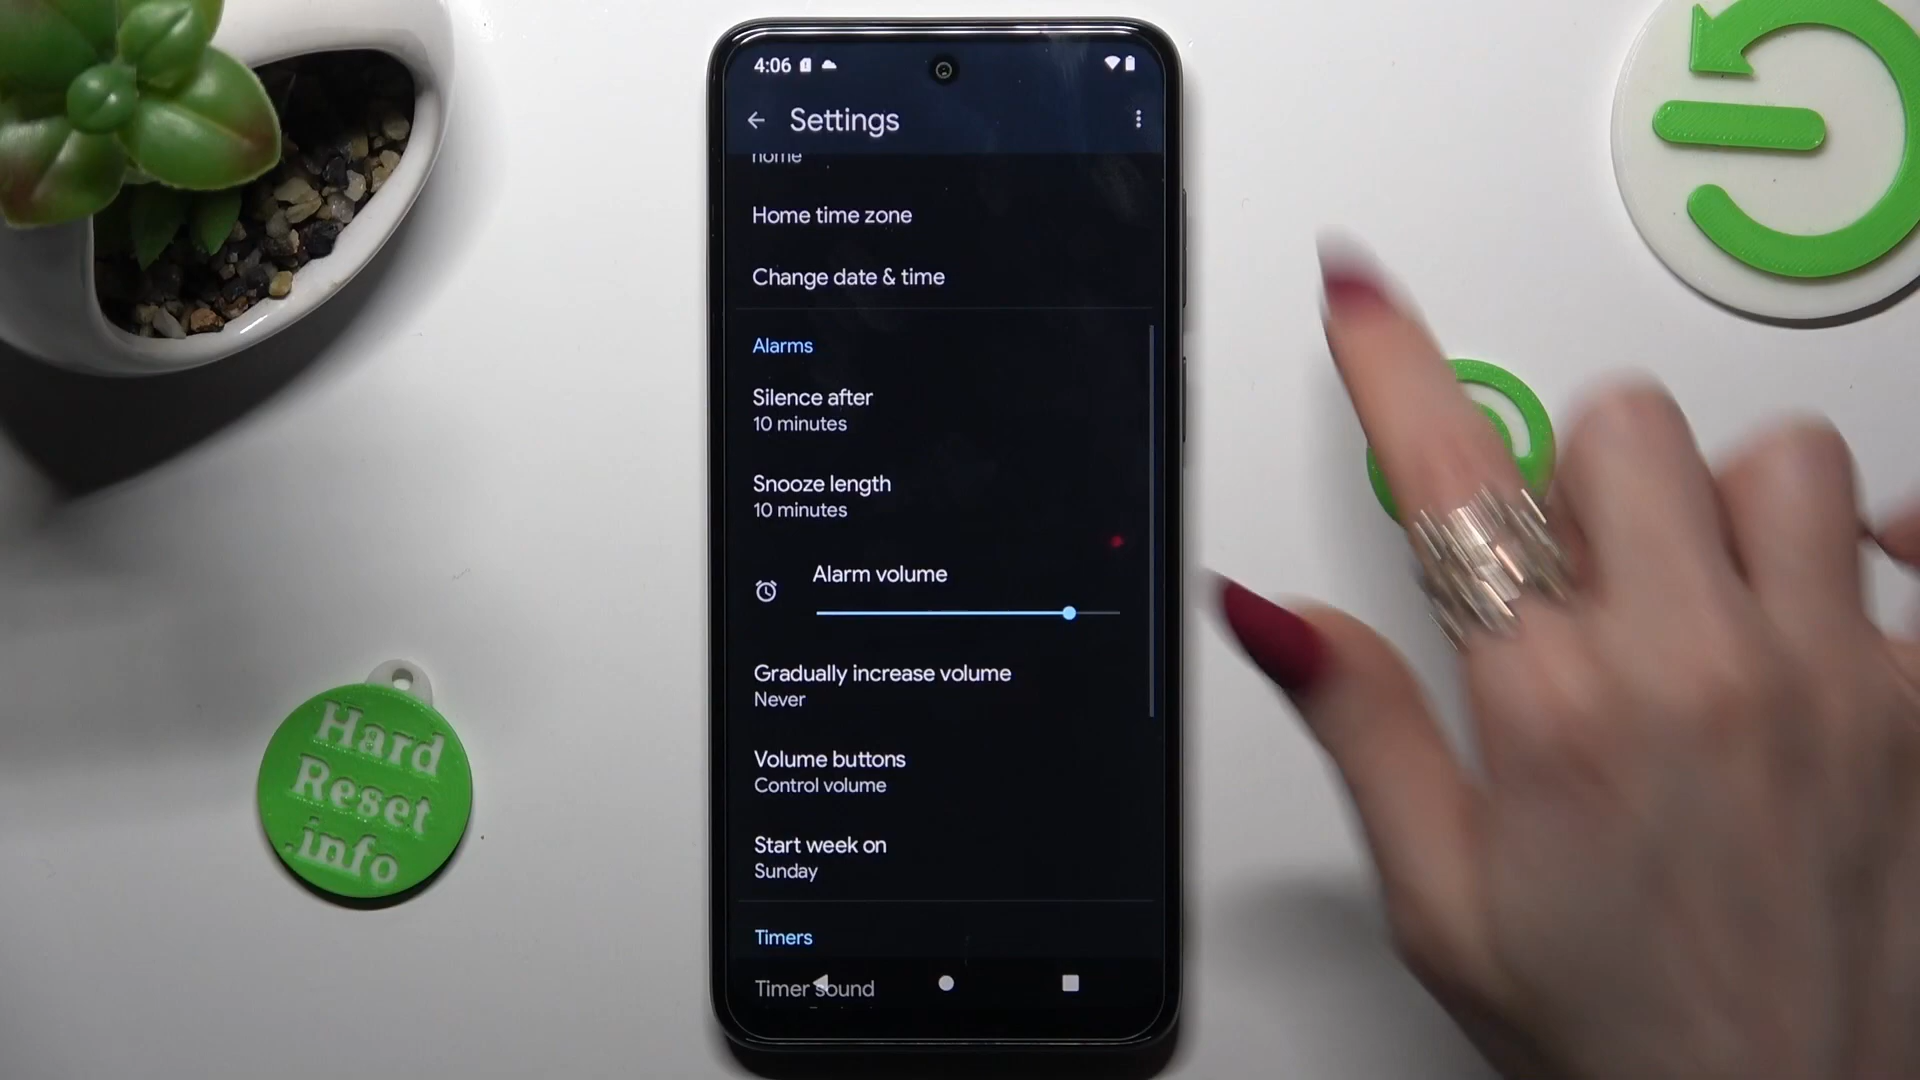 4:06
Settings
home
Home time zone
Change date & time
Alarms
Silence after
10 minutes
Snooze length
10 minutes
Alarm volume
Gradually increase volume
Never
Volume buttons
Control volume
Start week on
Sunday
Timers
Timer sound
Hard
Reset
.info